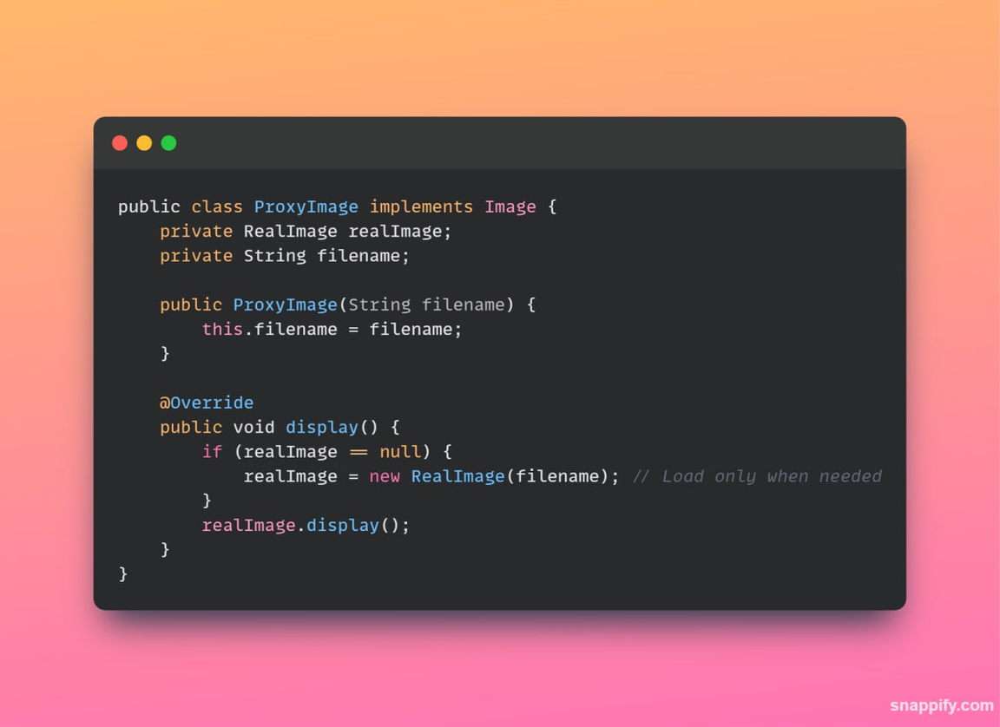 public class ProxyImage implements Image {
    private RealImage realImage;
    private String filename;

    public ProxyImage(String filename) {
        this.filename = filename;
    }

    @Override
    public void display() {
        if (realImage == null) {
            realImage = new RealImage(filename); // Load only when needed
        }
        realImage.display();
    }
}
snappify.com